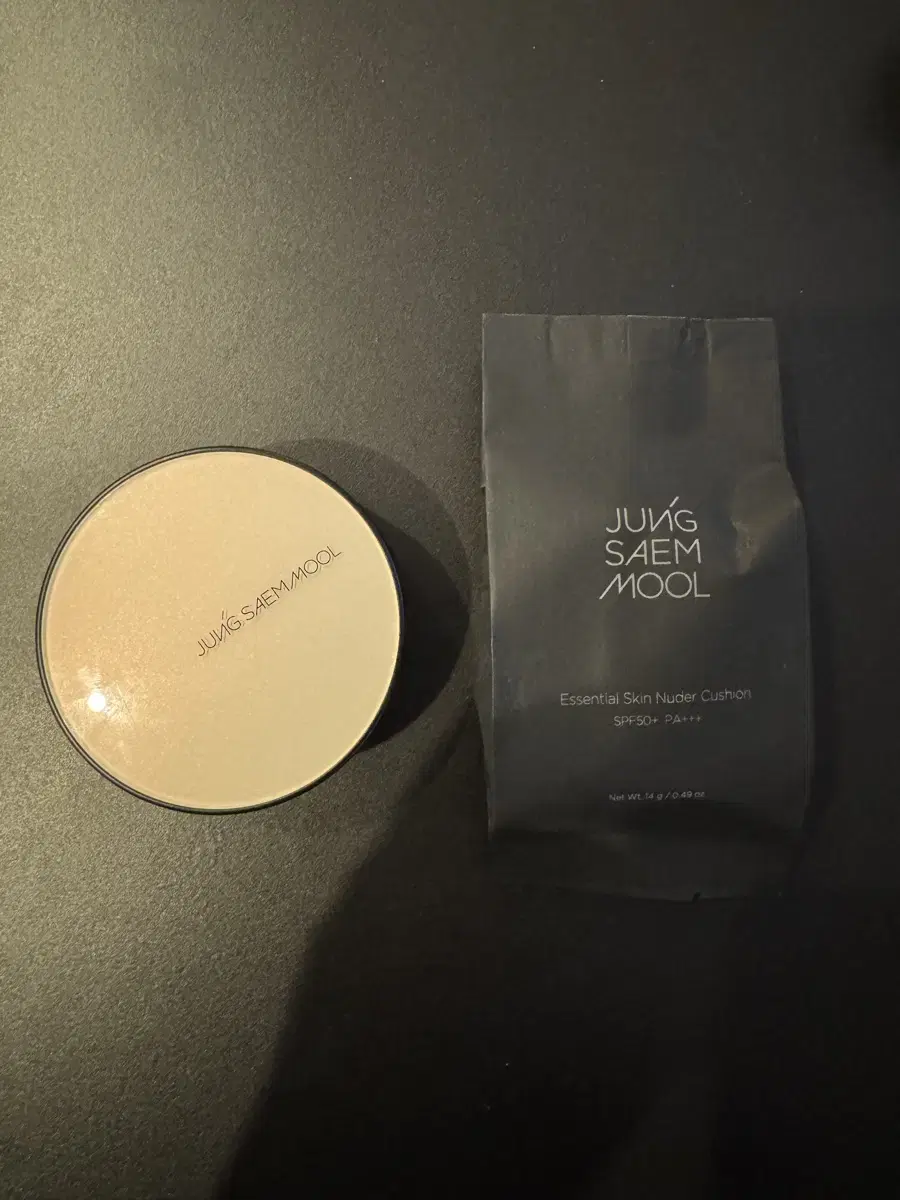 JUNG SAEM MOOL
JUNG
SAEM
MOOL
Essential Skin Nuder Cushion
SPF50+ PA+++
Net Wt. 14 g / 0.49 oz